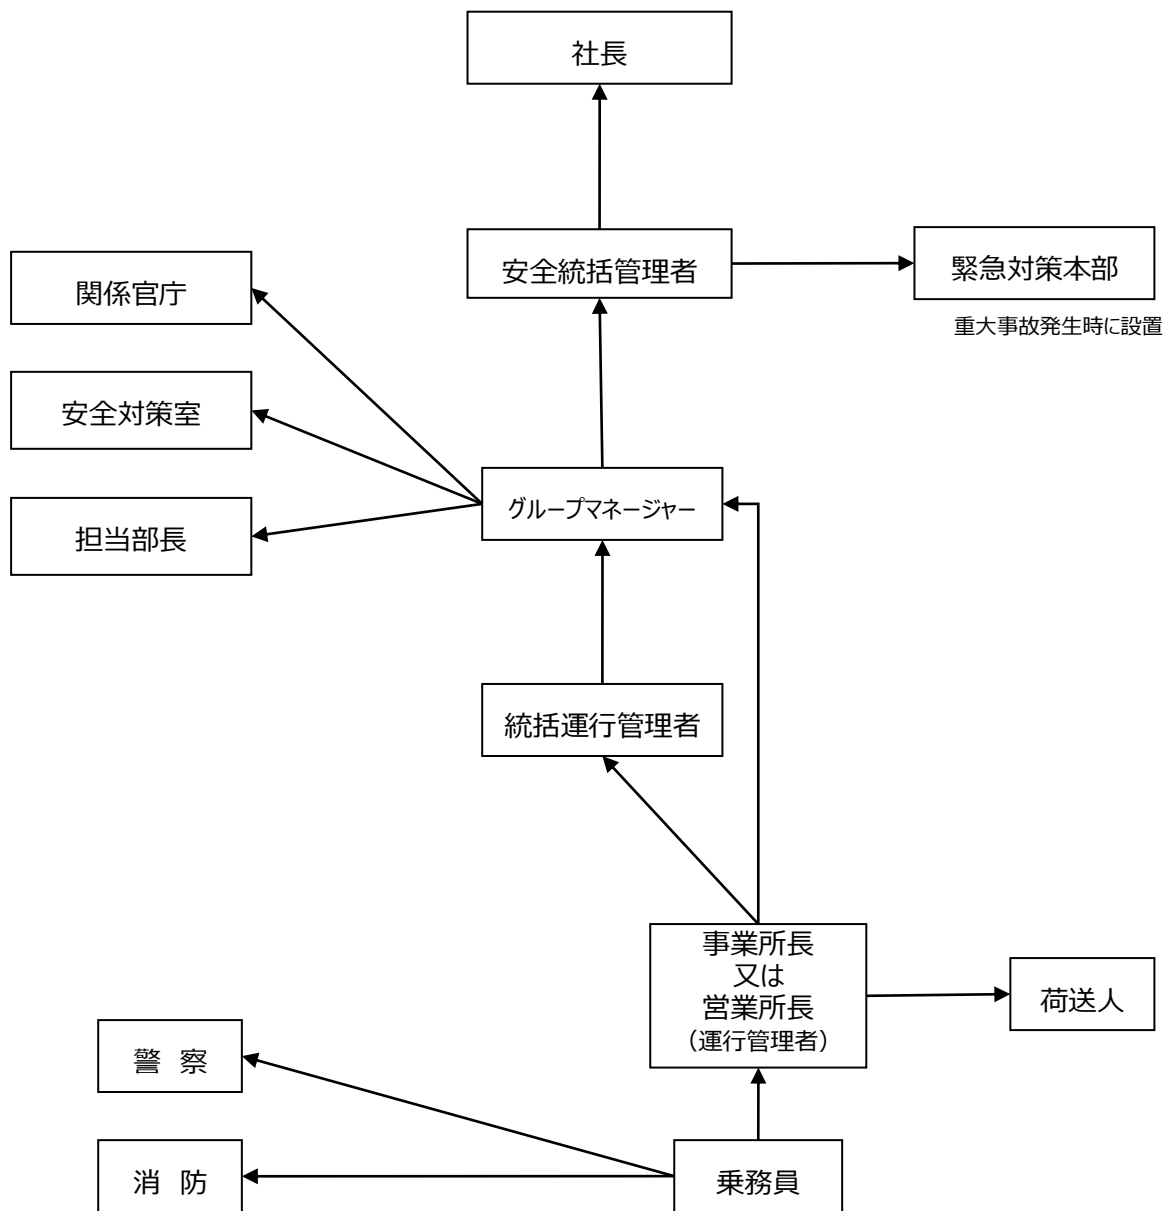 社長
安全統括管理者
緊急対策本部
重大事故発生時に設置
関係官庁
安全対策室
担当部長
グループマネージャー
統括運行管理者
事業所長
又は
営業所長
（運行管理者）
荷送人
警 察
消 防
乗務員